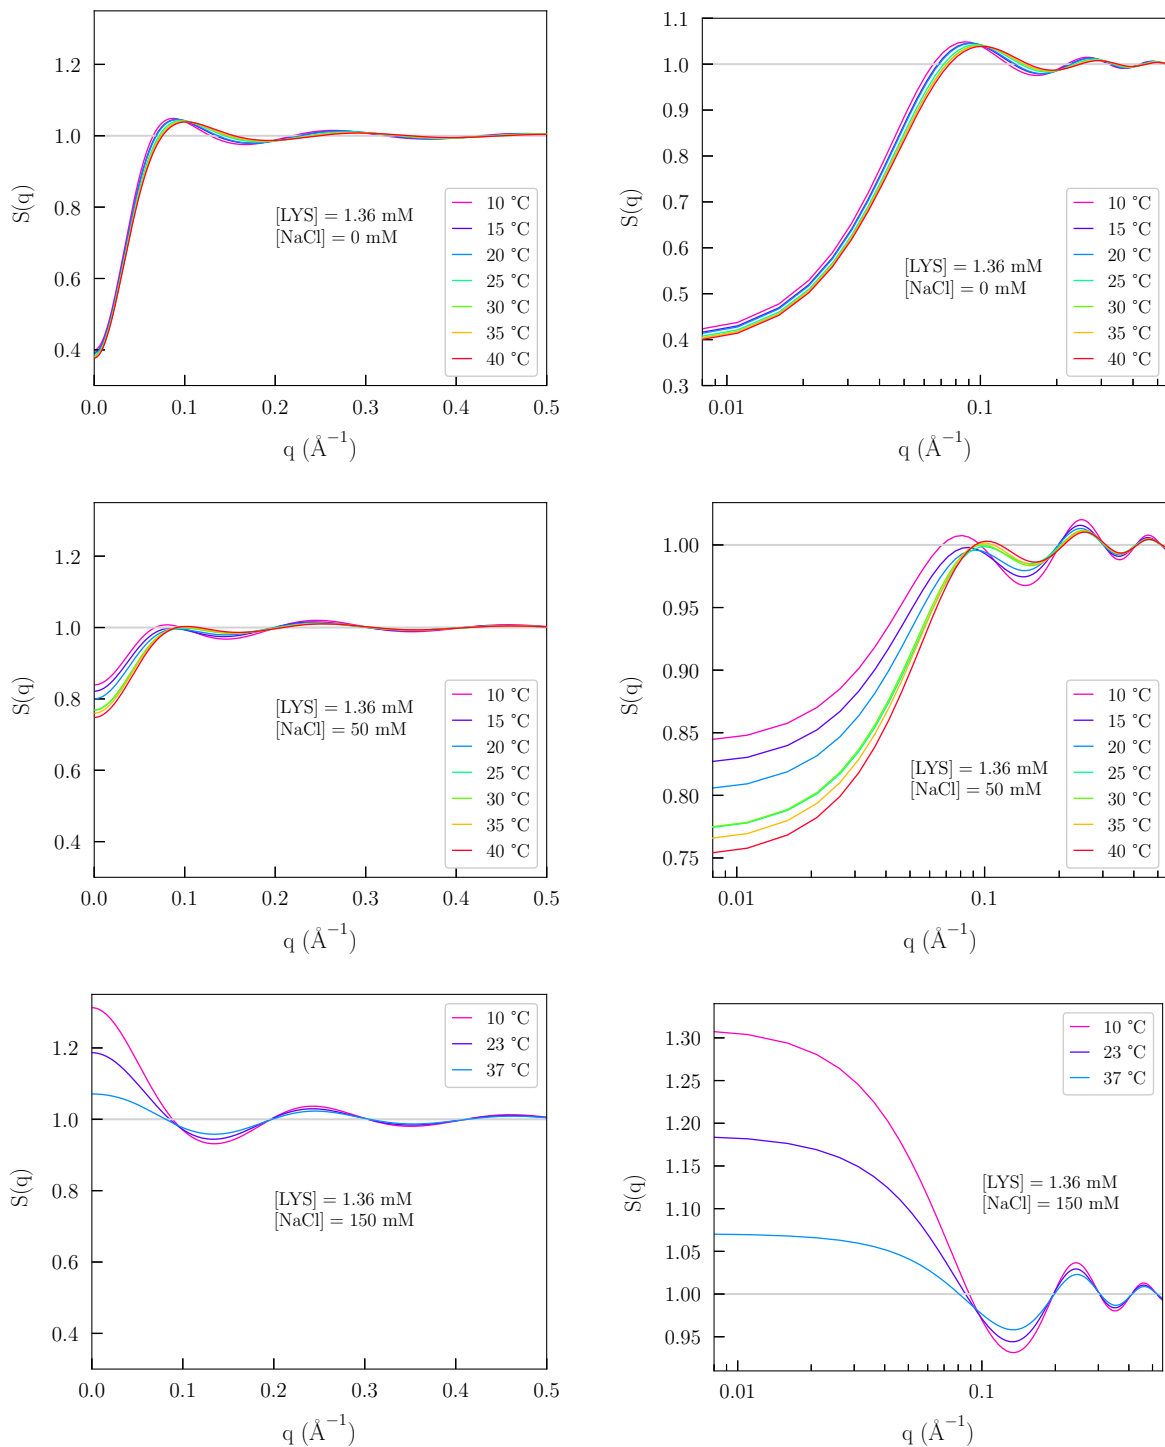 S(q)
1.2
1.0
0.8
0.6
0.4
[LYS] = 1.36 mM
[NaCl] = 0 mM
10 °C
15 °C
20 °C
25 °C
30 °C
35 °C
40 °C
0.0 0.1 0.2 0.3 0.4 0.5
q (Å⁻¹)
S(q)
1.1
1.0
0.9
0.8
0.7
0.6
0.5
0.4
0.3
[LYS] = 1.36 mM
[NaCl] = 0 mM
10 °C
15 °C
20 °C
25 °C
30 °C
35 °C
40 °C
0.01 0.1
q (Å⁻¹)
S(q)
1.2
1.0
0.8
0.6
0.4
[LYS] = 1.36 mM
[NaCl] = 50 mM
10 °C
15 °C
20 °C
25 °C
30 °C
35 °C
40 °C
0.0 0.1 0.2 0.3 0.4 0.5
q (Å⁻¹)
S(q)
1.00
0.95
0.90
0.85
0.80
0.75
[LYS] = 1.36 mM
[NaCl] = 50 mM
10 °C
15 °C
20 °C
25 °C
30 °C
35 °C
40 °C
0.01 0.1
q (Å⁻¹)
S(q)
1.2
1.0
0.8
0.6
0.4
10 °C
23 °C
37 °C
[LYS] = 1.36 mM
[NaCl] = 150 mM
0.0 0.1 0.2 0.3 0.4 0.5
q (Å⁻¹)
S(q)
1.30
1.25
1.20
1.15
1.10
1.05
1.00
0.95
10 °C
23 °C
37 °C
[LYS] = 1.36 mM
[NaCl] = 150 mM
0.01 0.1
q (Å⁻¹)